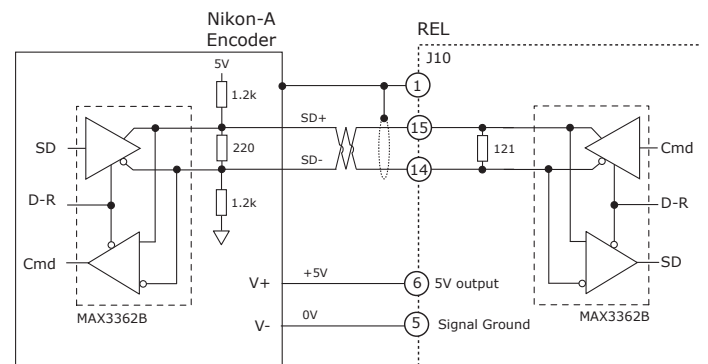 Nikon-A
Encoder
REL
J10
5V
1.2k
1
SD+
15
SD
220
121
Cmd
SD-
14
D-R
1.2k
D-R
Cmd
SD
V+
+5V
6
5V output
MAX3362B
MAX3362B
V-
0V
5
Signal Ground